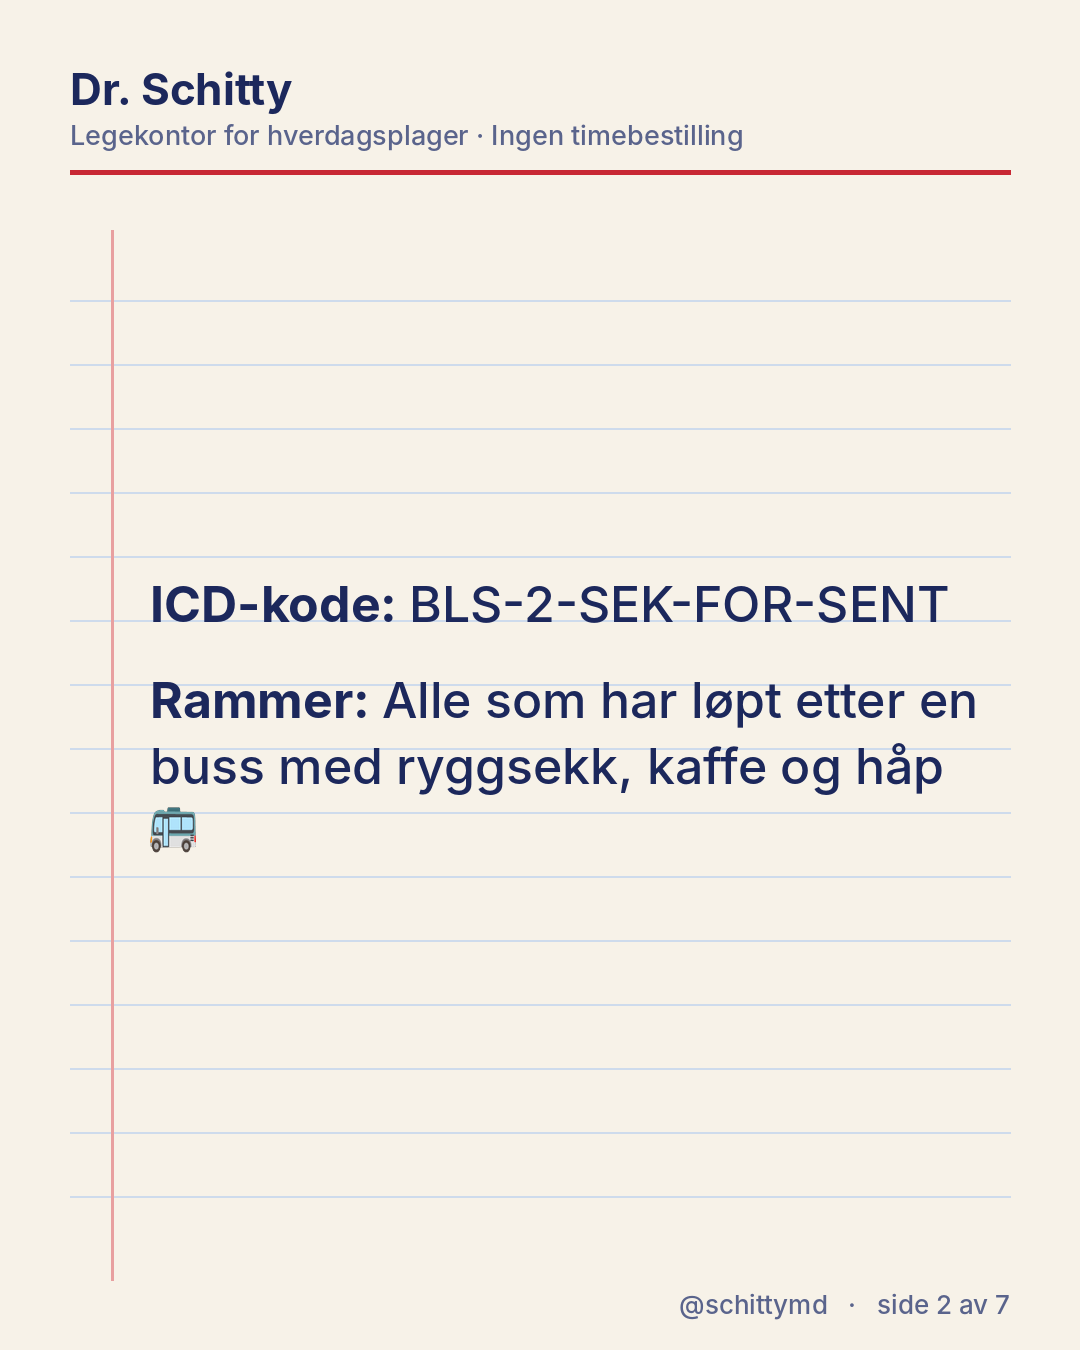 Dr. Schitty
Legekontor for hverdagsplager · Ingen timebestilling
ICD-kode: BLS-2-SEK-FOR-SENT
Rammer: Alle som har løpt etter en
buss med ryggsekk, kaffe og håp
🚌
@schittymd · side 2 av 7